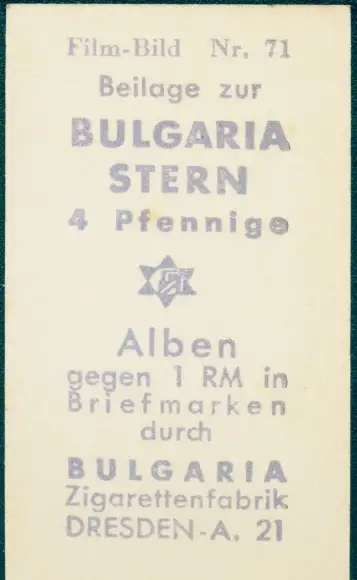 Film-Bild Nr. 71
Beilage zur
BULGARIA
STERN
4 Pfennige
Alben
gegen 1 RM in
Briefmarken
durch
BULGARIA
Zigarettenfabrik
DRESDEN-A. 21